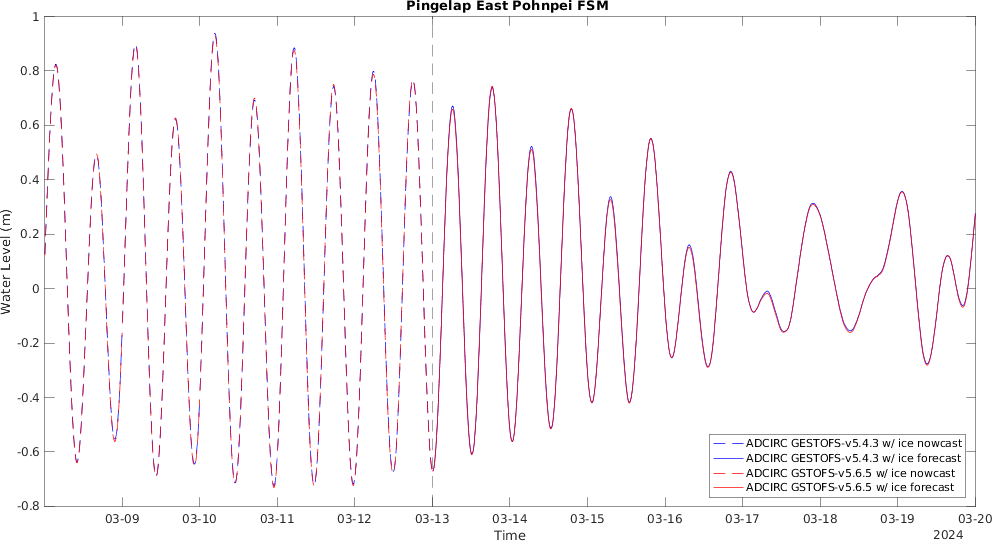 Pingelap East Pohnpei FSM
1
0.8
0.6
0.4
0.2
0
-0.2
-0.4
-0.6
-0.8
Water Level (m)
ADCIRC GESTOFS-v5.4.3 w/ ice nowcast
ADCIRC GESTOFS-v5.4.3 w/ ice forecast
ADCIRC GSTOFS-v5.6.5 w/ ice nowcast
ADCIRC GSTOFS-v5.6.5 w/ ice forecast
03-09 03-10 03-11 03-12 03-13 03-14 03-15 03-16 03-17 03-18 03-19 03-20
Time
2024